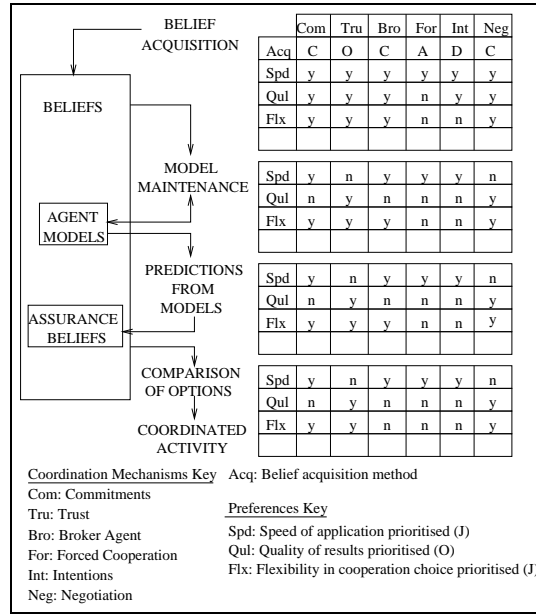 BELIEF
ACQUISITION
BELIEFS
MODEL
MAINTENANCE
AGENT
MODELS
PREDICTIONS
FROM
MODELS
ASSURANCE
BELIEFS
COMPARISON
OF OPTIONS
COORDINATED
ACTIVITY
Com Tru Bro For Int Neg
Acq C O C A D C
Spd y y y y y y
Qul y y y n y y
Flx y y y n n y
Spd y n y y y n
Qul n y n n n y
Flx y y y n n y
Spd y n y y y n
Qul n y n n n y
Flx y y y n n y
Spd y n y y y n
Qul n y n n n y
Flx y y n n n y
Coordination Mechanisms Key
Com: Commitments
Tru: Trust
Bro: Broker Agent
For: Forced Cooperation
Int: Intentions
Neg: Negotiation
Acq: Belief acquisition method
Preferences Key
Spd: Speed of application prioritised (J)
Qul: Quality of results prioritised (O)
Flx: Flexibility in cooperation choice prioritised (J)